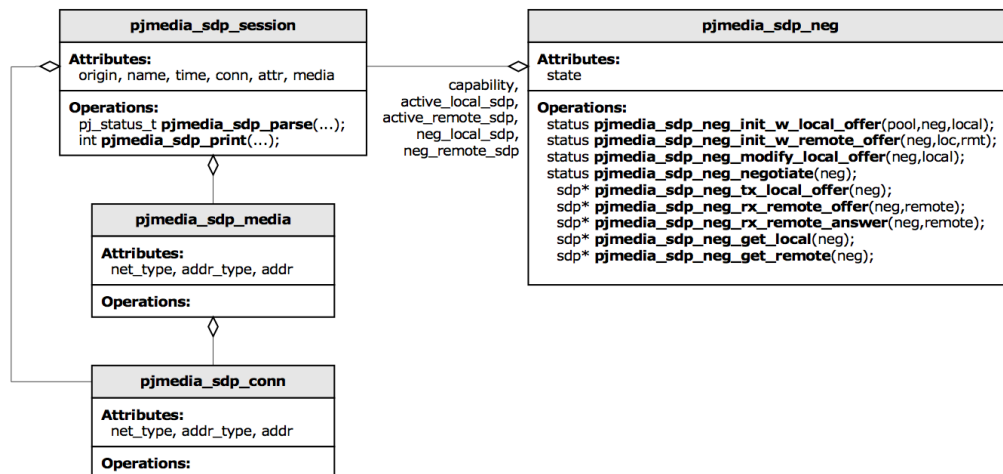 pjmedia_sdp_session
Attributes:
origin, name, time, conn, attr, media
Operations:
pj_status_t pjmedia_sdp_parse(...);
int pjmedia_sdp_print(...);
capability,
active_local_sdp,
active_remote_sdp,
neg_local_sdp,
neg_remote_sdp
pjmedia_sdp_neg
Attributes:
state
Operations:
status pjmedia_sdp_neg_init_w_local_offer(pool,neg,local);
status pjmedia_sdp_neg_init_w_remote_offer(neg,loc,rmt);
status pjmedia_sdp_neg_modify_local_offer(neg,local);
status pjmedia_sdp_neg_negotiate(neg);
sdp* pjmedia_sdp_neg_tx_local_offer(neg);
sdp* pjmedia_sdp_neg_rx_remote_offer(neg,remote);
sdp* pjmedia_sdp_neg_rx_remote_answer(neg,remote);
sdp* pjmedia_sdp_neg_get_local(neg);
sdp* pjmedia_sdp_neg_get_remote(neg);
pjmedia_sdp_media
Attributes:
net_type, addr_type, addr
Operations:
pjmedia_sdp_conn
Attributes:
net_type, addr_type, addr
Operations: